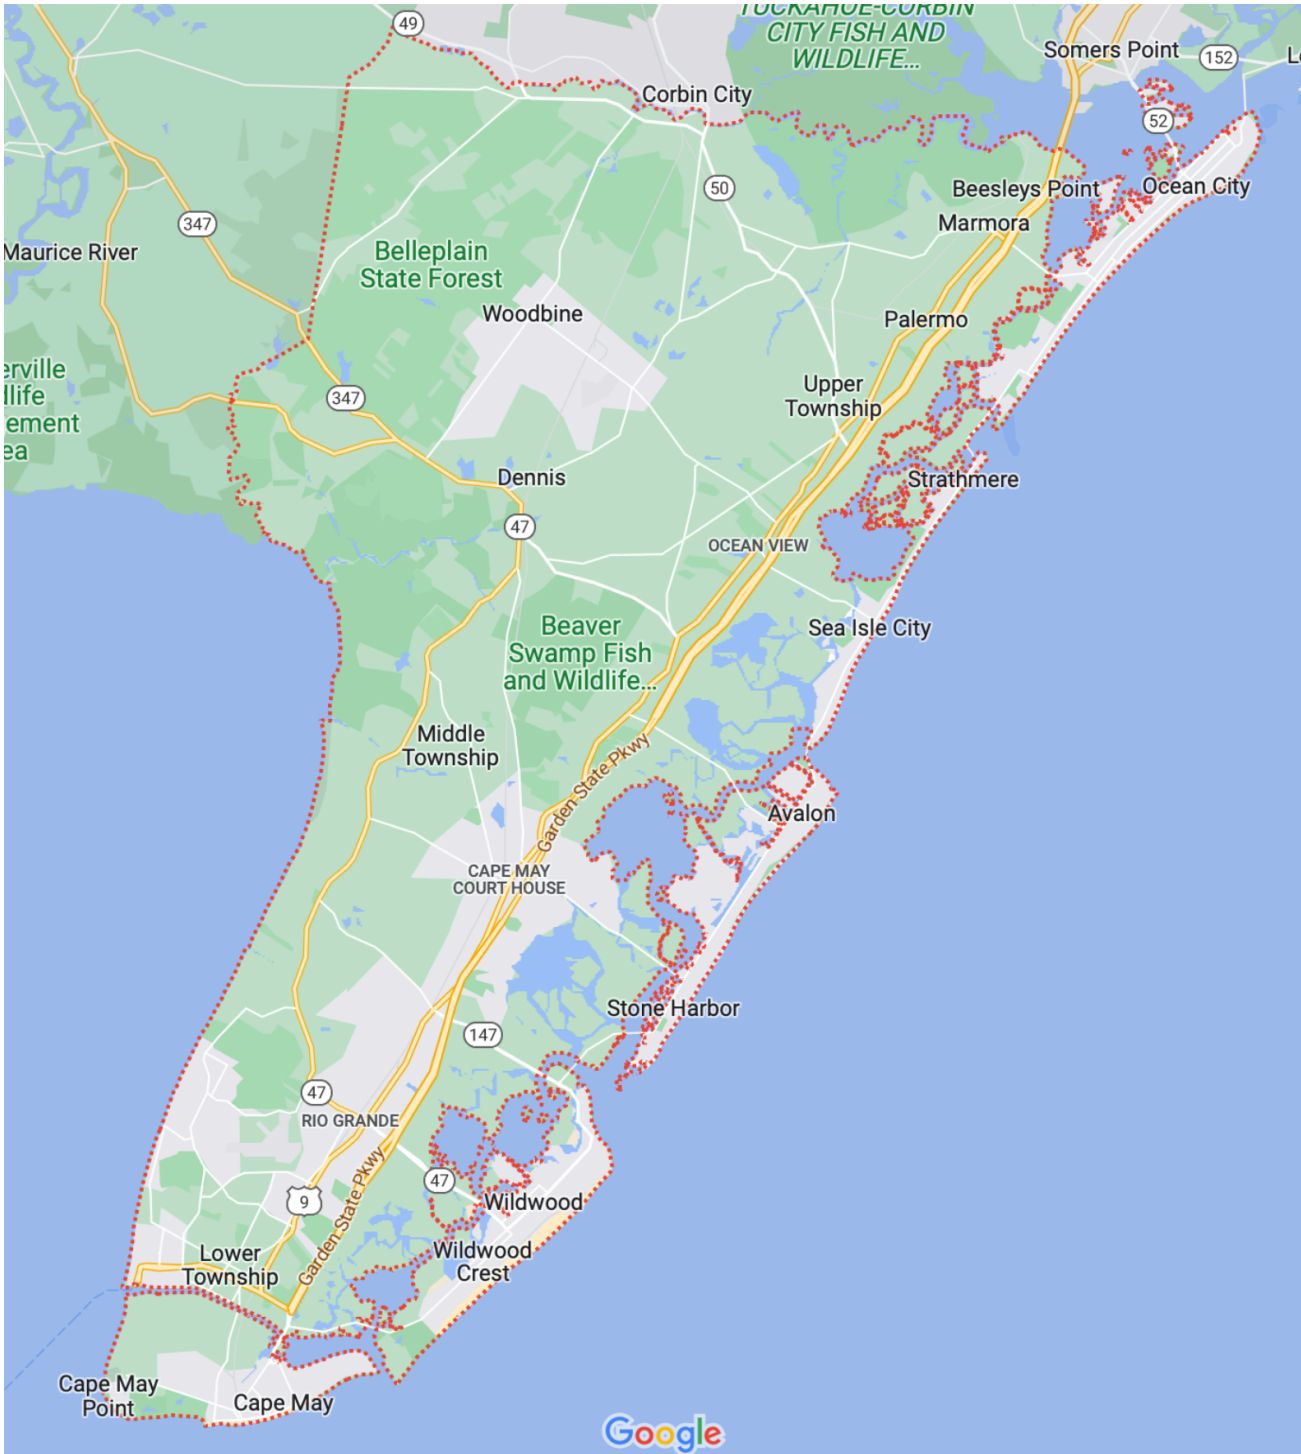 49
TUCKAHOE-CORBIN
CITY FISH AND
WILDLIFE...
Somers Point
152
Corbin City
52
50
Beesleys Point
Ocean City
347
Marmora
Maurice River
Belleplain
State Forest
Woodbine
Palermo
erville
dlife
ement
ea
347
Upper
Township
Dennis
Strathmere
47
OCEAN VIEW
Beaver
Swamp Fish
and Wildlife...
Sea Isle City
Middle
Township
Garden State Pkwy
Avalon
CAPE MAY
COURT HOUSE
Stone Harbor
147
47
RIO GRANDE
47
9
Garden State Pkwy
Wildwood
Wildwood
Crest
Lower
Township
Cape May
Point
Cape May
Google